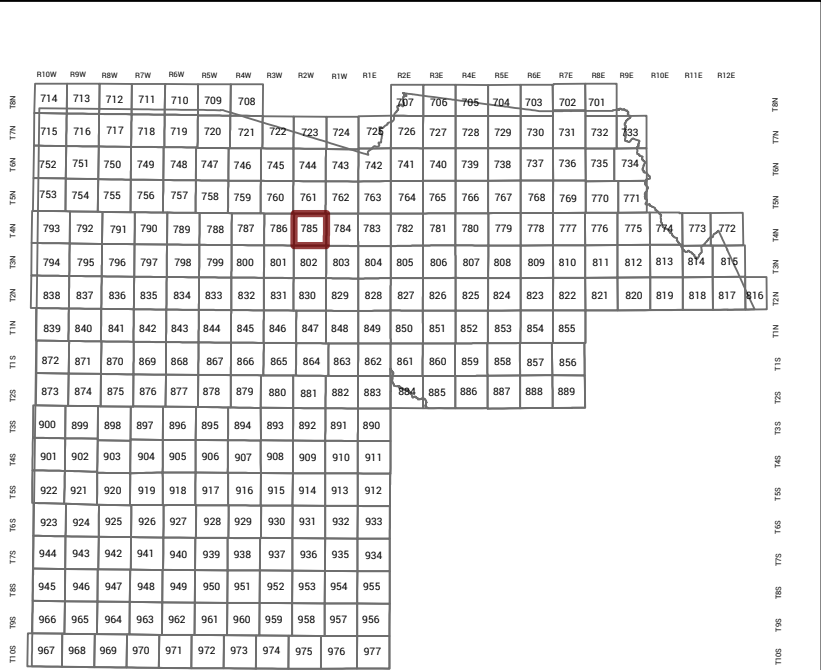 R10W R9W R8W R7W R6W R5W R4W R3W R2W R1W R1E R2E R3E R4E R5E R6E R7E R8E R9E R10E R11E R12E
T8N 714 713 712 711 710 709 708 707 706 705 704 703 702 701 T8N
T7N 715 716 717 718 719 720 721 722 723 724 725 726 727 728 729 730 731 732 733 T7N
T6N 752 751 750 749 748 747 746 745 744 743 742 741 740 739 738 737 736 735 734 T6N
T5N 753 754 755 756 757 758 759 760 761 762 763 764 765 766 767 768 769 770 771 T5N
T4N 793 792 791 790 789 788 787 786 785 784 783 782 781 780 779 778 777 776 775 774 773 772 T4N
T3N 794 795 796 797 798 799 800 801 802 803 804 805 806 807 808 809 810 811 812 813 814 815 T3N
T2N 838 837 836 835 834 833 832 831 830 829 828 827 826 825 824 823 822 821 820 819 818 817 816 T2N
T1N 839 840 841 842 843 844 845 846 847 848 849 850 851 852 853 854 855 T1N
T1S 872 871 870 869 868 867 866 865 864 863 862 861 860 859 858 857 856 T1S
T2S 873 874 875 876 877 878 879 880 881 882 883 884 885 886 887 888 889 T2S
T3S 900 899 898 897 896 895 894 893 892 891 890 T3S
T4S 901 902 903 904 905 906 907 908 909 910 911 T4S
T5S 922 921 920 919 918 917 916 915 914 913 912 T5S
T6S 923 924 925 926 927 928 929 930 931 932 933 T6S
T7S 944 943 942 941 940 939 938 937 936 935 934 T7S
T8S 945 946 947 948 949 950 951 952 953 954 955 T8S
T9S 966 965 964 963 962 961 960 959 958 957 956 T9S
T10S 967 968 969 970 971 972 973 974 975 976 977 T10S